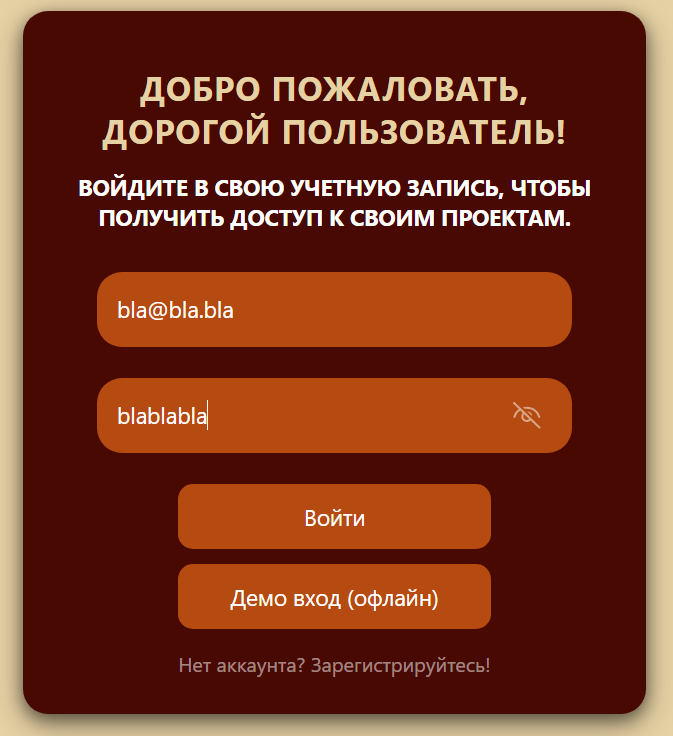 ДОБРО ПОЖАЛОВАТЬ,
ДОРОГОЙ ПОЛЬЗОВАТЕЛЬ!
ВОЙДИТЕ В СВОЮ УЧЕТНУЮ ЗАПИСЬ, ЧТОБЫ
ПОЛУЧИТЬ ДОСТУП К СВОИМ ПРОЕКТАМ.
bla@bla.bla
blablabla
Войти
Демо вход (офлайн)
Нет аккаунта? Зарегистрируйтесь!